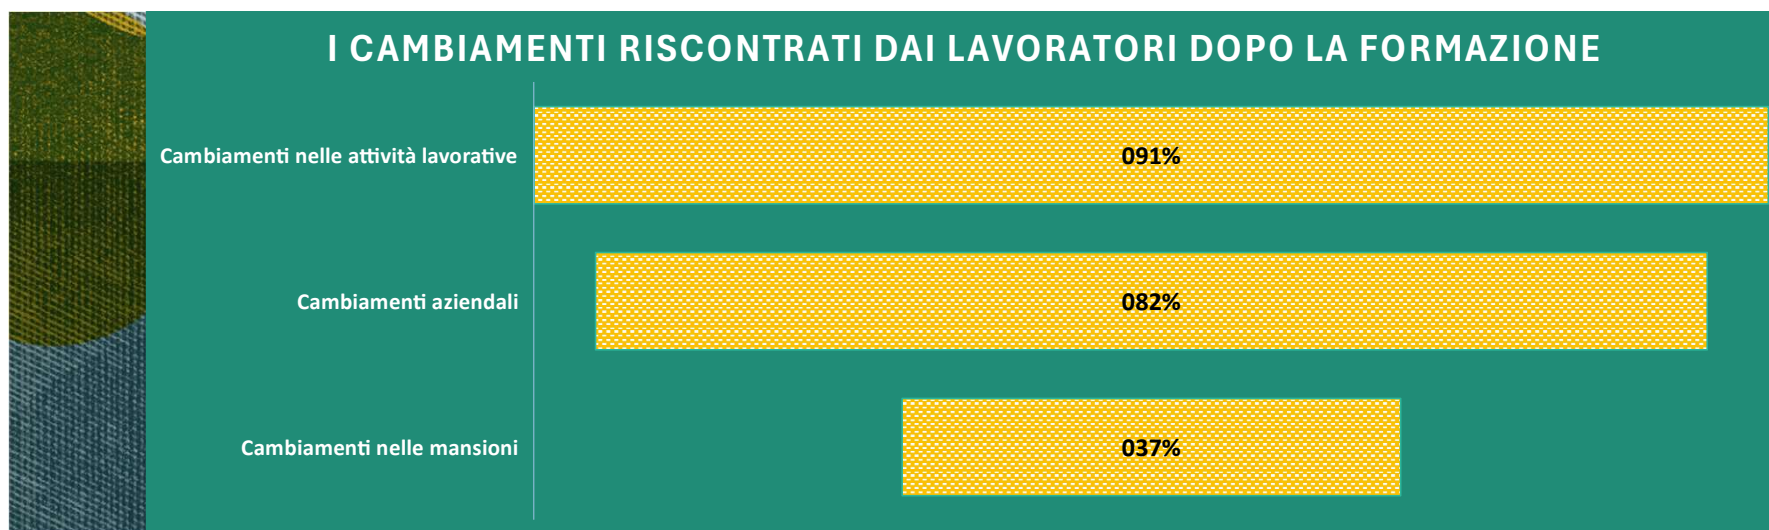 I CAMBIAMENTI RISCONTRATI DAI LAVORATORI DOPO LA FORMAZIONE
Cambiamenti nelle attività lavorative
091%
Cambiamenti aziendali
082%
Cambiamenti nelle mansioni
037%